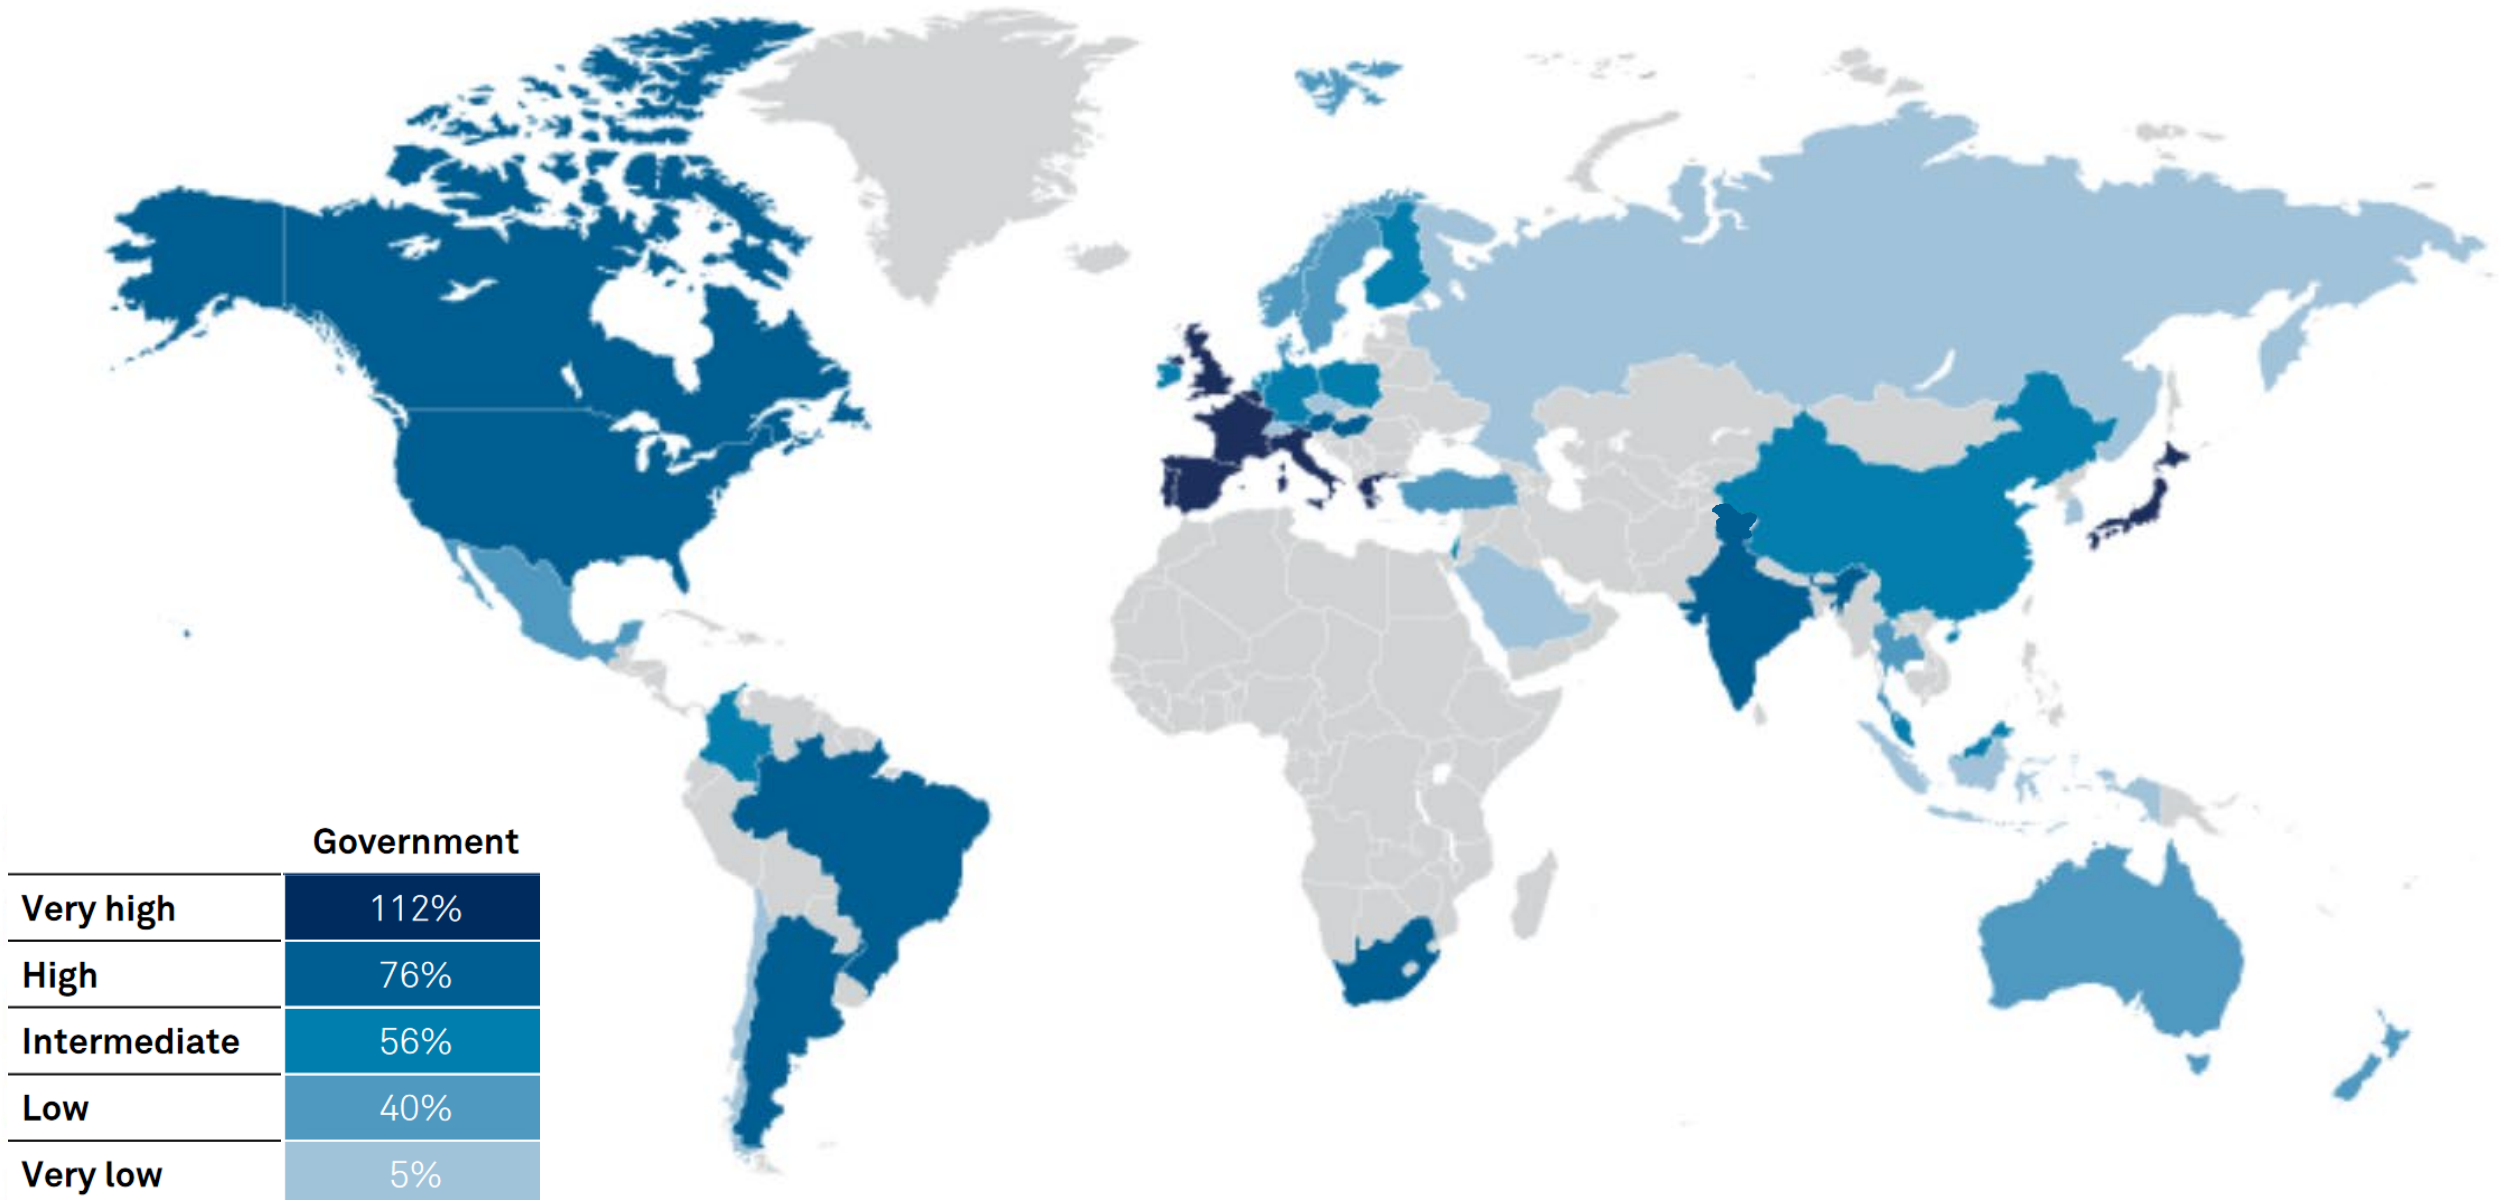 Government
Very high 112%
High 76%
Intermediate 56%
Low 40%
Very low 5%